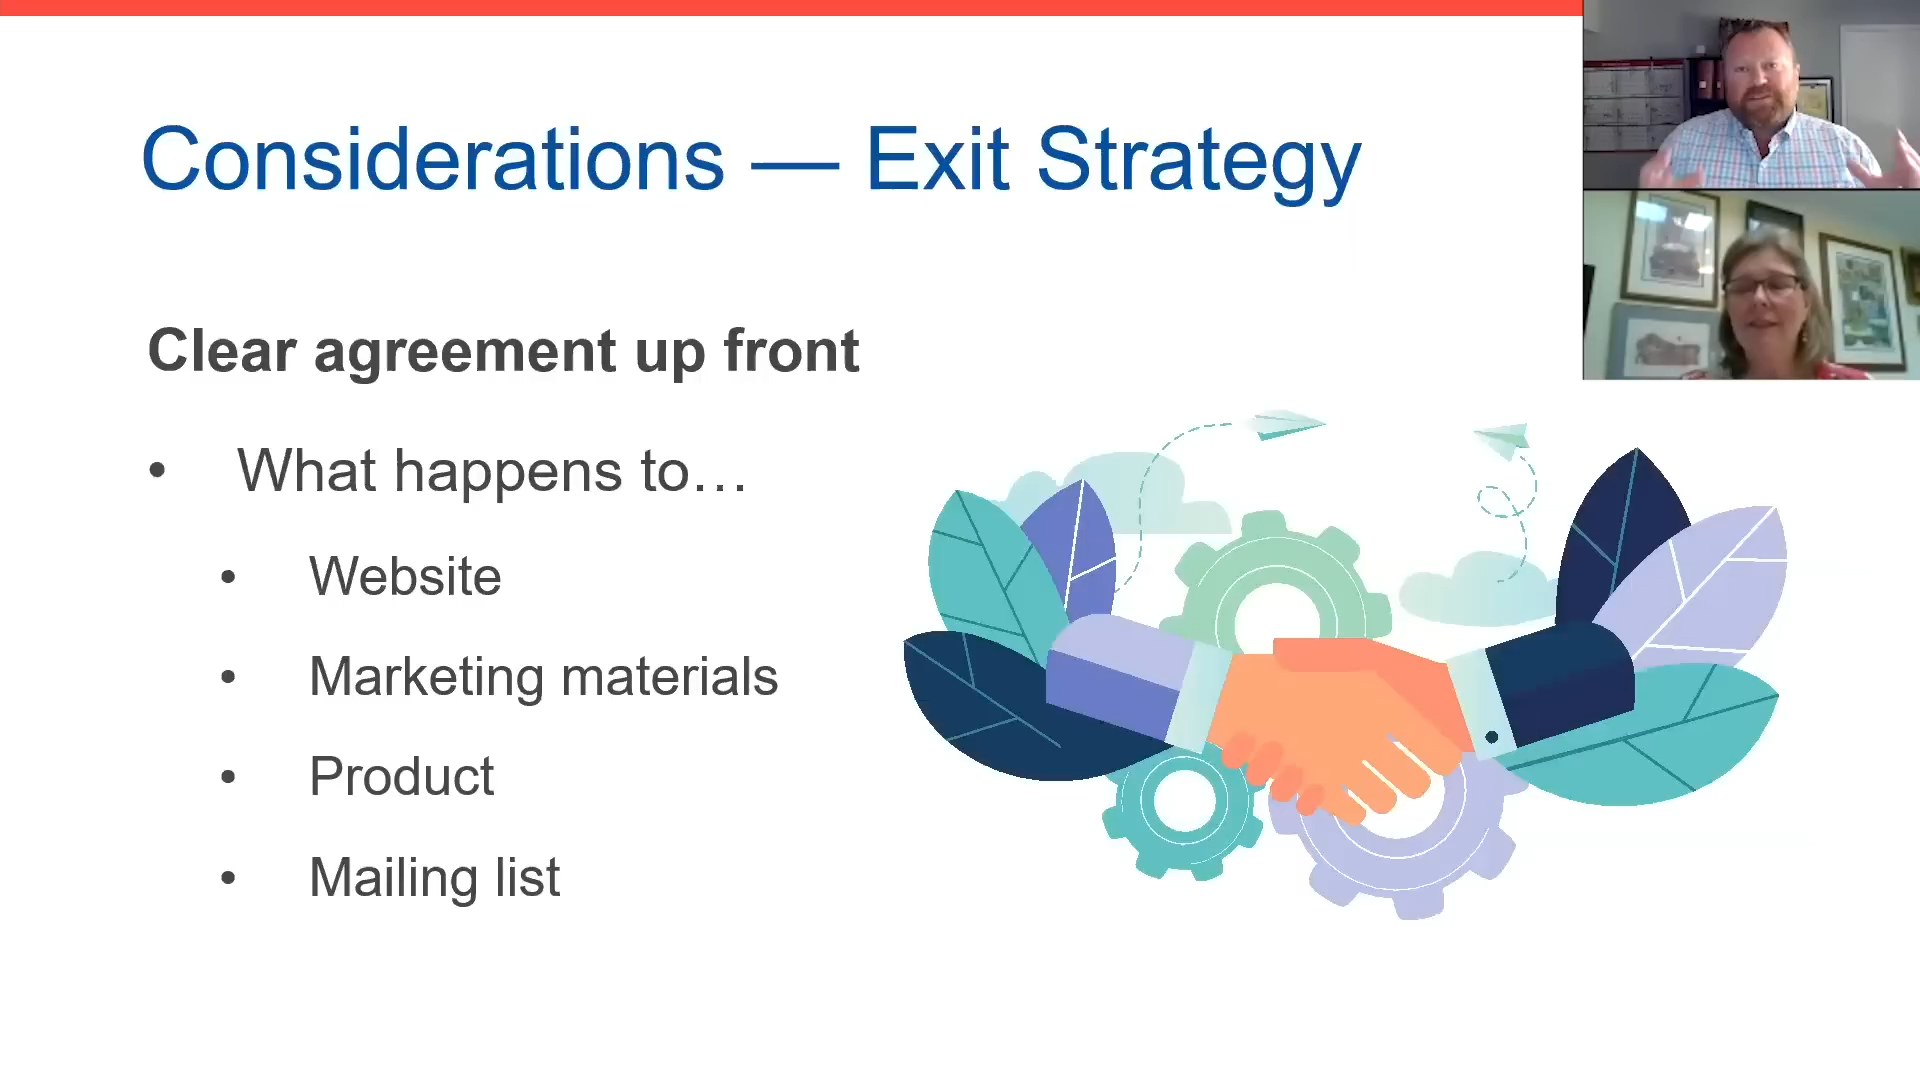 Considerations — Exit Strategy
Clear agreement up front
• What happens to…
• Website
• Marketing materials
• Product
• Mailing list